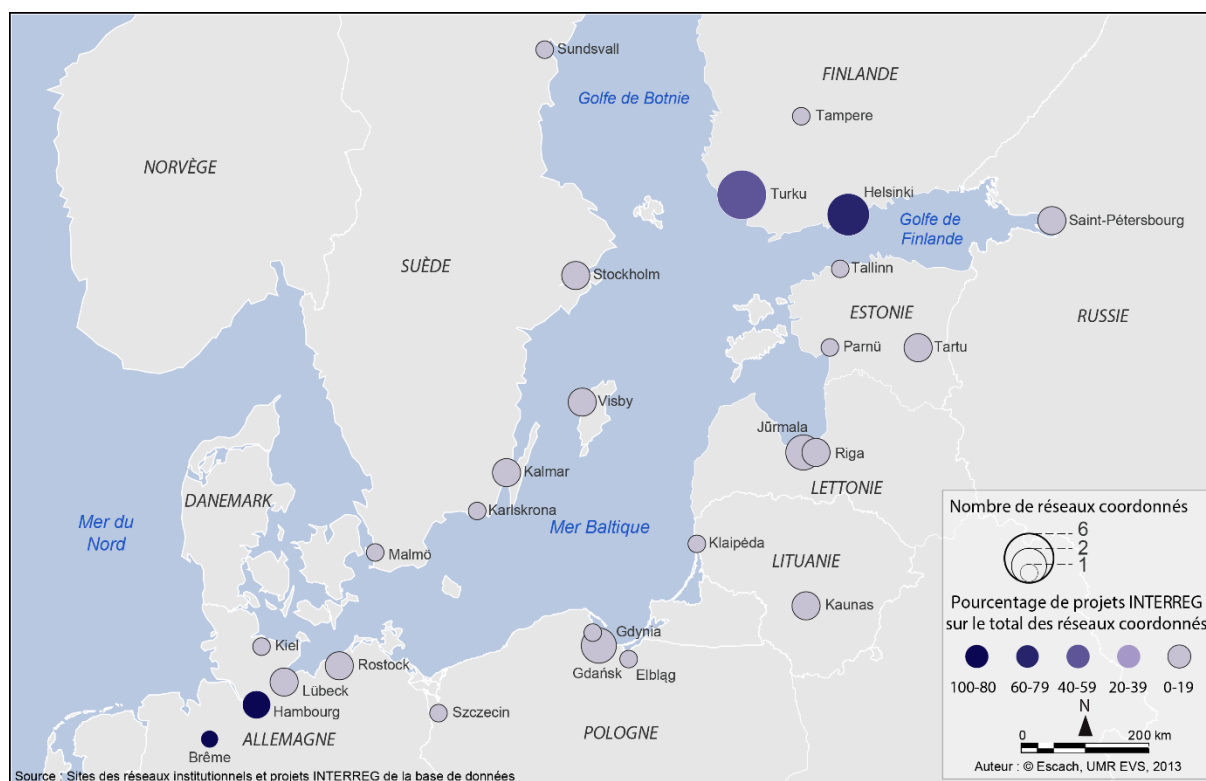 Sundsvall
FINLANDE
Golfe de Botnie
Tampere
NORVÈGE
Turku
Helsinki
Golfe de
Finlande
Saint-Pétersbourg
SUÈDE
Stockholm
Tallinn
ESTONIE
RUSSIE
Parnü
Tartu
Visby
Jūrmala
Riga
Kalmar
LETTONIE
DANEMARK
Karlskrona
Mer du
Nord
Mer Baltique
Malmö
Klaipėda
LITUANIE
Kaunas
Kiel
Gdynia
Rostock
Gdańsk
Elbląg
Lübeck
Hambourg
Szczecin
POLOGNE
ALLEMAGNE
Brême
Nombre de réseaux coordonnés
6
2
1
Pourcentage de projets INTERREG
sur le total des réseaux coordonnés
100-80 60-79 40-59 20-39 0-19
N
0 200 km
Auteur : © Escach, UMR EVS, 2013
Source : Sites des réseaux institutionnels et projets INTERREG de la base de données